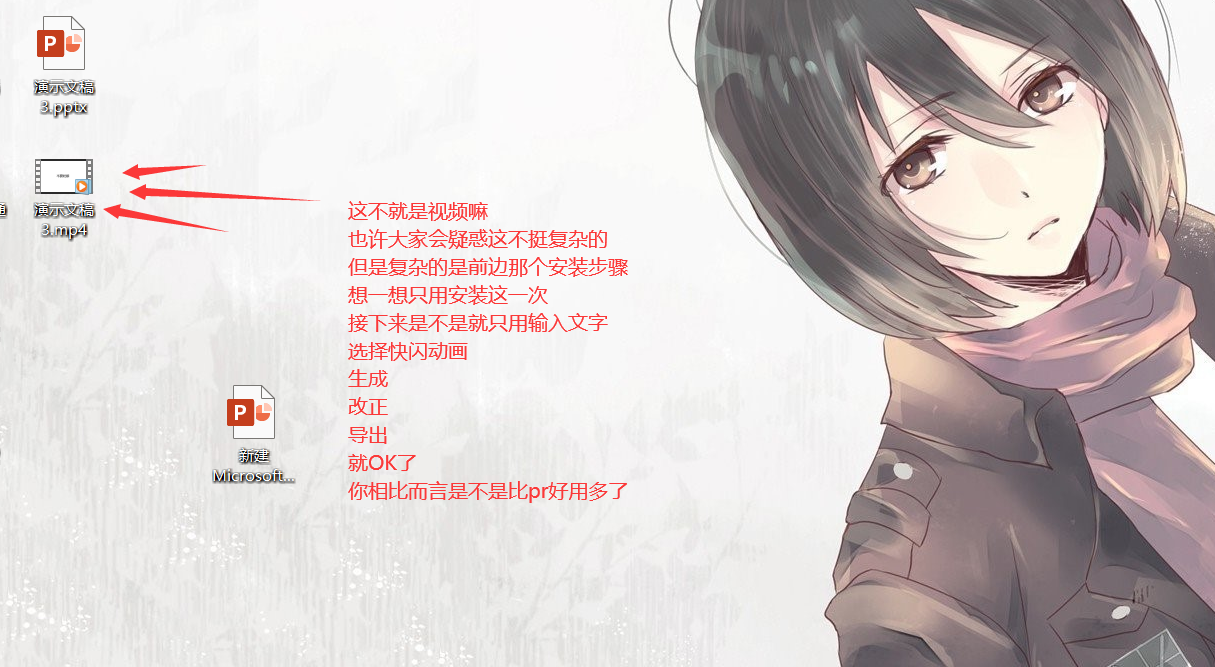 P
演示文稿
3.pptx
演示文稿
3.mp4
这不就是视频嘛
也许大家会疑惑这不挺复杂的
但是复杂的是前边那个安装步骤
想一想只用安装这一次
接下来是不是就只用输入文字
选择快闪动画
生成
改正
导出
就OK了
你相比而言是不是比pr好用多了
P
新建
Microsoft...